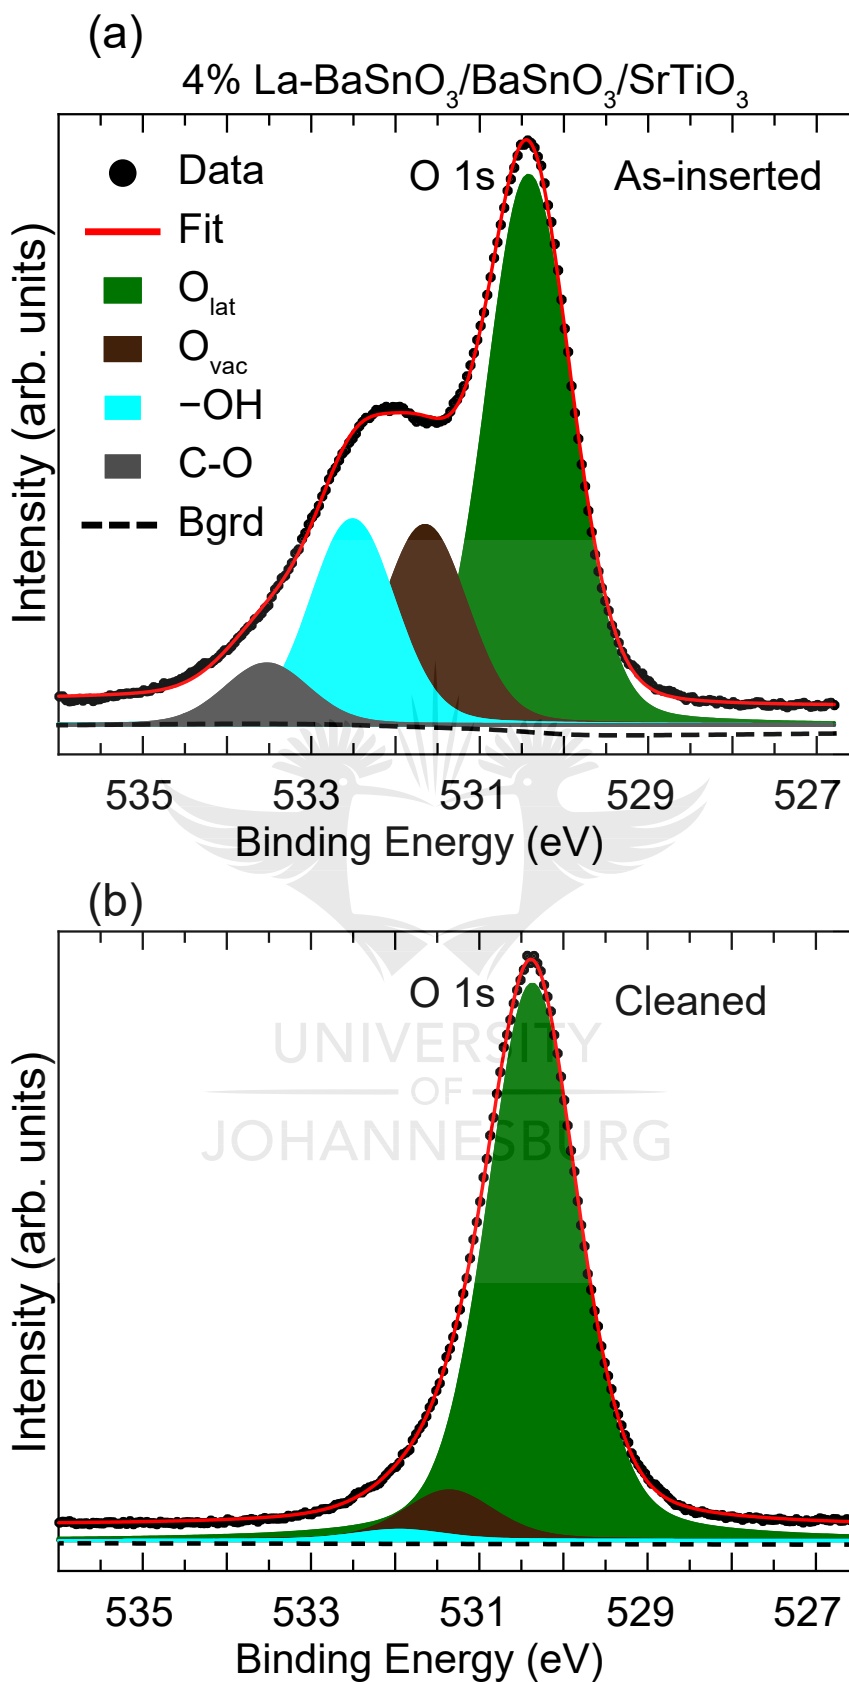 (a)
4% La-BaSnO₃/BaSnO₃/SrTiO₃
Data
O 1s
As-inserted
Fit
O_lat
O_vac
−OH
C-O
Bgrd
Intensity (arb. units)
535 533 531 529 527
Binding Energy (eV)
(b)
O 1s
Cleaned
UNIVERSITY
OF
JOHANNESBURG
Intensity (arb. units)
535 533 531 529 527
Binding Energy (eV)